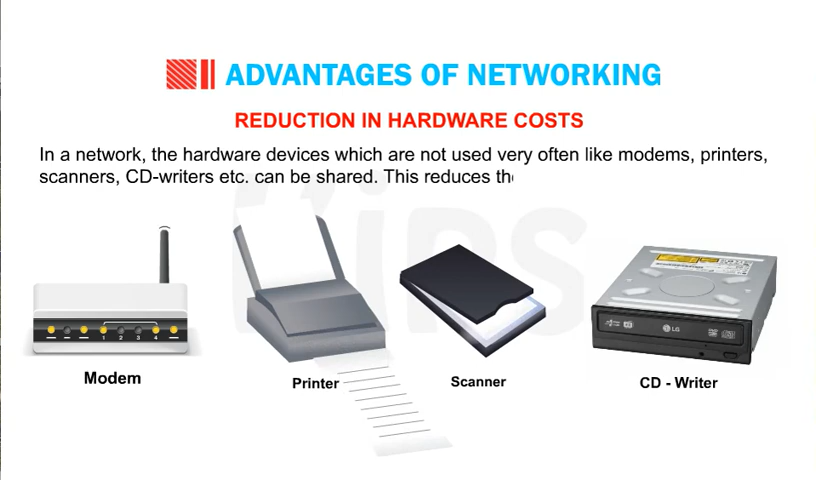 ADVANTAGES OF NETWORKING
REDUCTION IN HARDWARE COSTS
In a network, the hardware devices which are not used very often like modems, printers,
scanners, CD-writers etc. can be shared. This reduces th
KIPS
1 2 3 4
LG
Modem
Printer
Scanner
CD - Writer